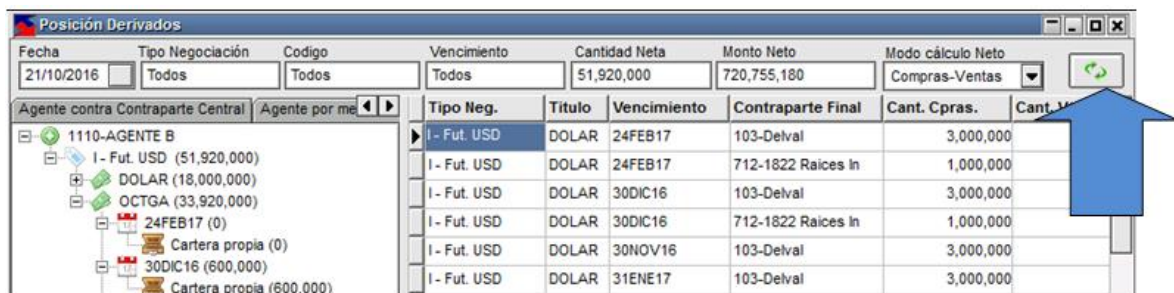 Posición Derivados
Fecha Tipo Negociación Codigo Vencimiento Cantidad Neta Monto Neto Modo cálculo Neto
21/10/2016 Todos Todos Todos 51,920,000 720,755,180 Compras-Ventas
Agente contra Contraparte Central Agente por me
1110-AGENTE B
I - Fut. USD (51,920,000)
DOLAR (18,000,000)
OCTGA (33,920,000)
24FEB17 (0)
Cartera propia (0)
30DIC16 (600,000)
Cartera propia (600,000)
Tipo Neg. Titulo Vencimiento Contraparte Final Cant. Cpras. Cant.
I - Fut. USD DOLAR 24FEB17 103-Delval 3,000,000
I - Fut. USD DOLAR 24FEB17 712-1822 Raices In 1,000,000
I - Fut. USD DOLAR 30DIC16 103-Delval 3,000,000
I - Fut. USD DOLAR 30DIC16 712-1822 Raices In 1,000,000
I - Fut. USD DOLAR 30NOV16 103-Delval 3,000,000
I - Fut. USD DOLAR 31ENE17 103-Delval 3,000,000